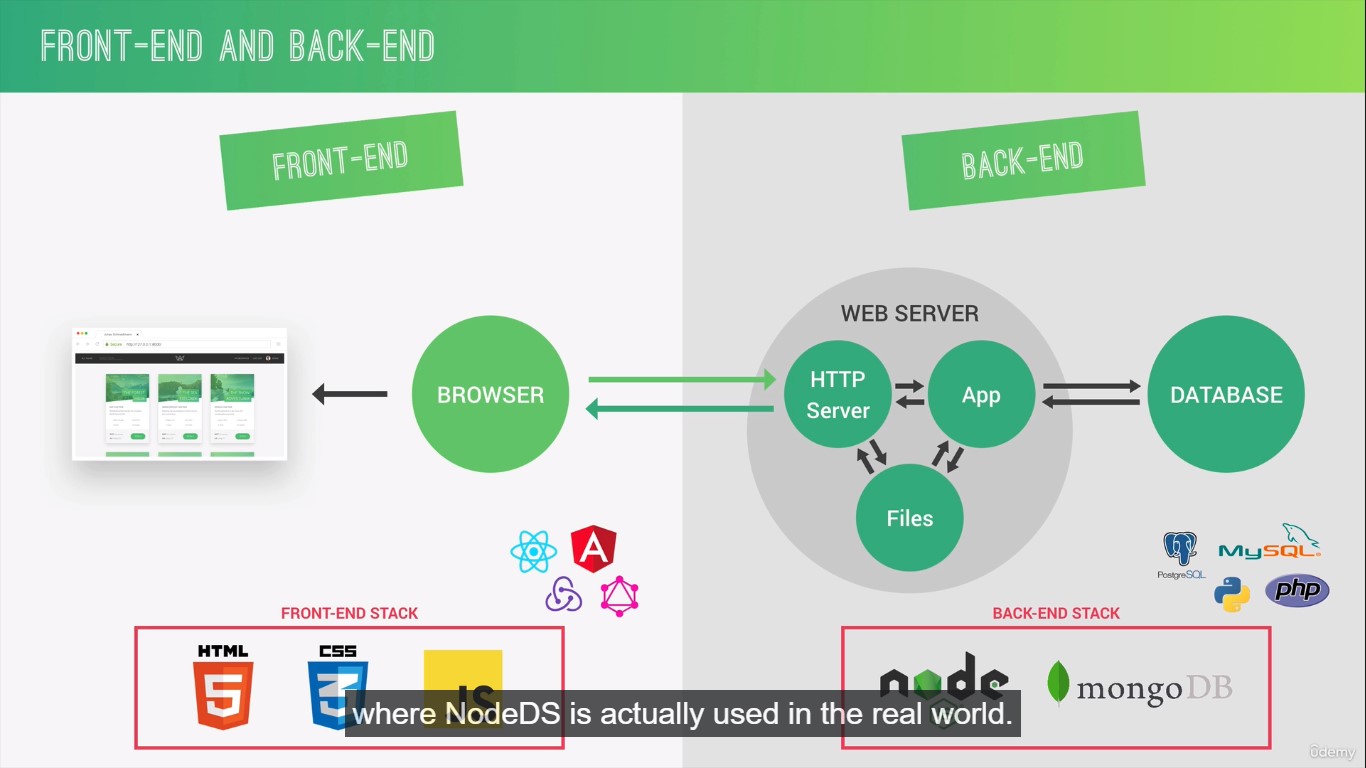 FRONT-END AND BACK-END
FRONT-END
BACK-END
WEB SERVER
BROWSER
HTTP
Server
App
DATABASE
Files
PostgreSQL
MySQL
php
FRONT-END STACK
BACK-END STACK
HTML
5
CSS
3
JS
node
mongoDB
where NodeDS is actually used in the real world.
ûdemy